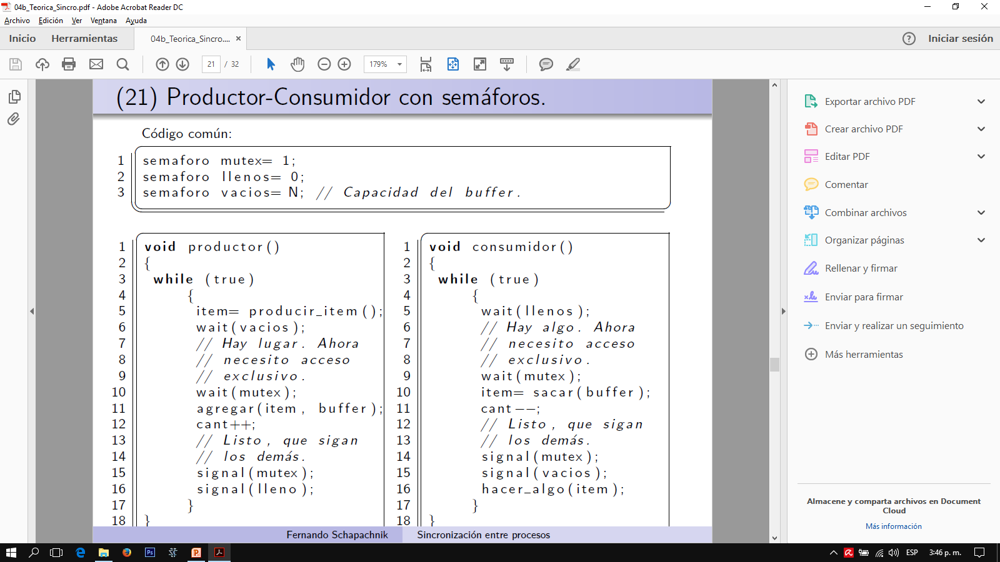 04b_Teorica_Sincro.pdf - Adobe Acrobat Reader DC
Archivo Edición Ver Ventana Ayuda
Inicio Herramientas 04b_Teorica_Sincro.... × ? Iniciar sesión
21 / 32 179%
(21) Productor-Consumidor con semáforos.
Código común:
1 semaforo mutex= 1;
2 semaforo llenos= 0;
3 semaforo vacios= N; // Capacidad del buffer.
1 void productor()
2 {
3 while (true)
4 {
5 item= producir_item();
6 wait(vacios);
7 // Hay lugar. Ahora
8 // necesito acceso
9 // exclusivo.
10 wait(mutex);
11 agregar(item, buffer);
12 cant++;
13 // Listo, que sigan
14 // los demás.
15 signal(mutex);
16 signal(lleno);
17 }
18 }
1 void consumidor()
2 {
3 while (true)
4 {
5 wait(llenos);
6 // Hay algo. Ahora
7 // necesito acceso
8 // exclusivo.
9 wait(mutex);
10 item= sacar(buffer);
11 cant--;
12 // Listo, que sigan
13 // los demás.
14 signal(mutex);
15 signal(vacios);
16 hacer_algo(item);
17 }
18 }
Fernando Schapachnik Sincronización entre procesos
Exportar archivo PDF
Crear archivo PDF
Editar PDF
Comentar
Combinar archivos
Organizar páginas
Rellenar y firmar
Enviar para firmar
Enviar y realizar un seguimiento
Más herramientas
Almacene y comparta archivos en Document
Cloud
Más información
Ps ESP 3:46 p. m.